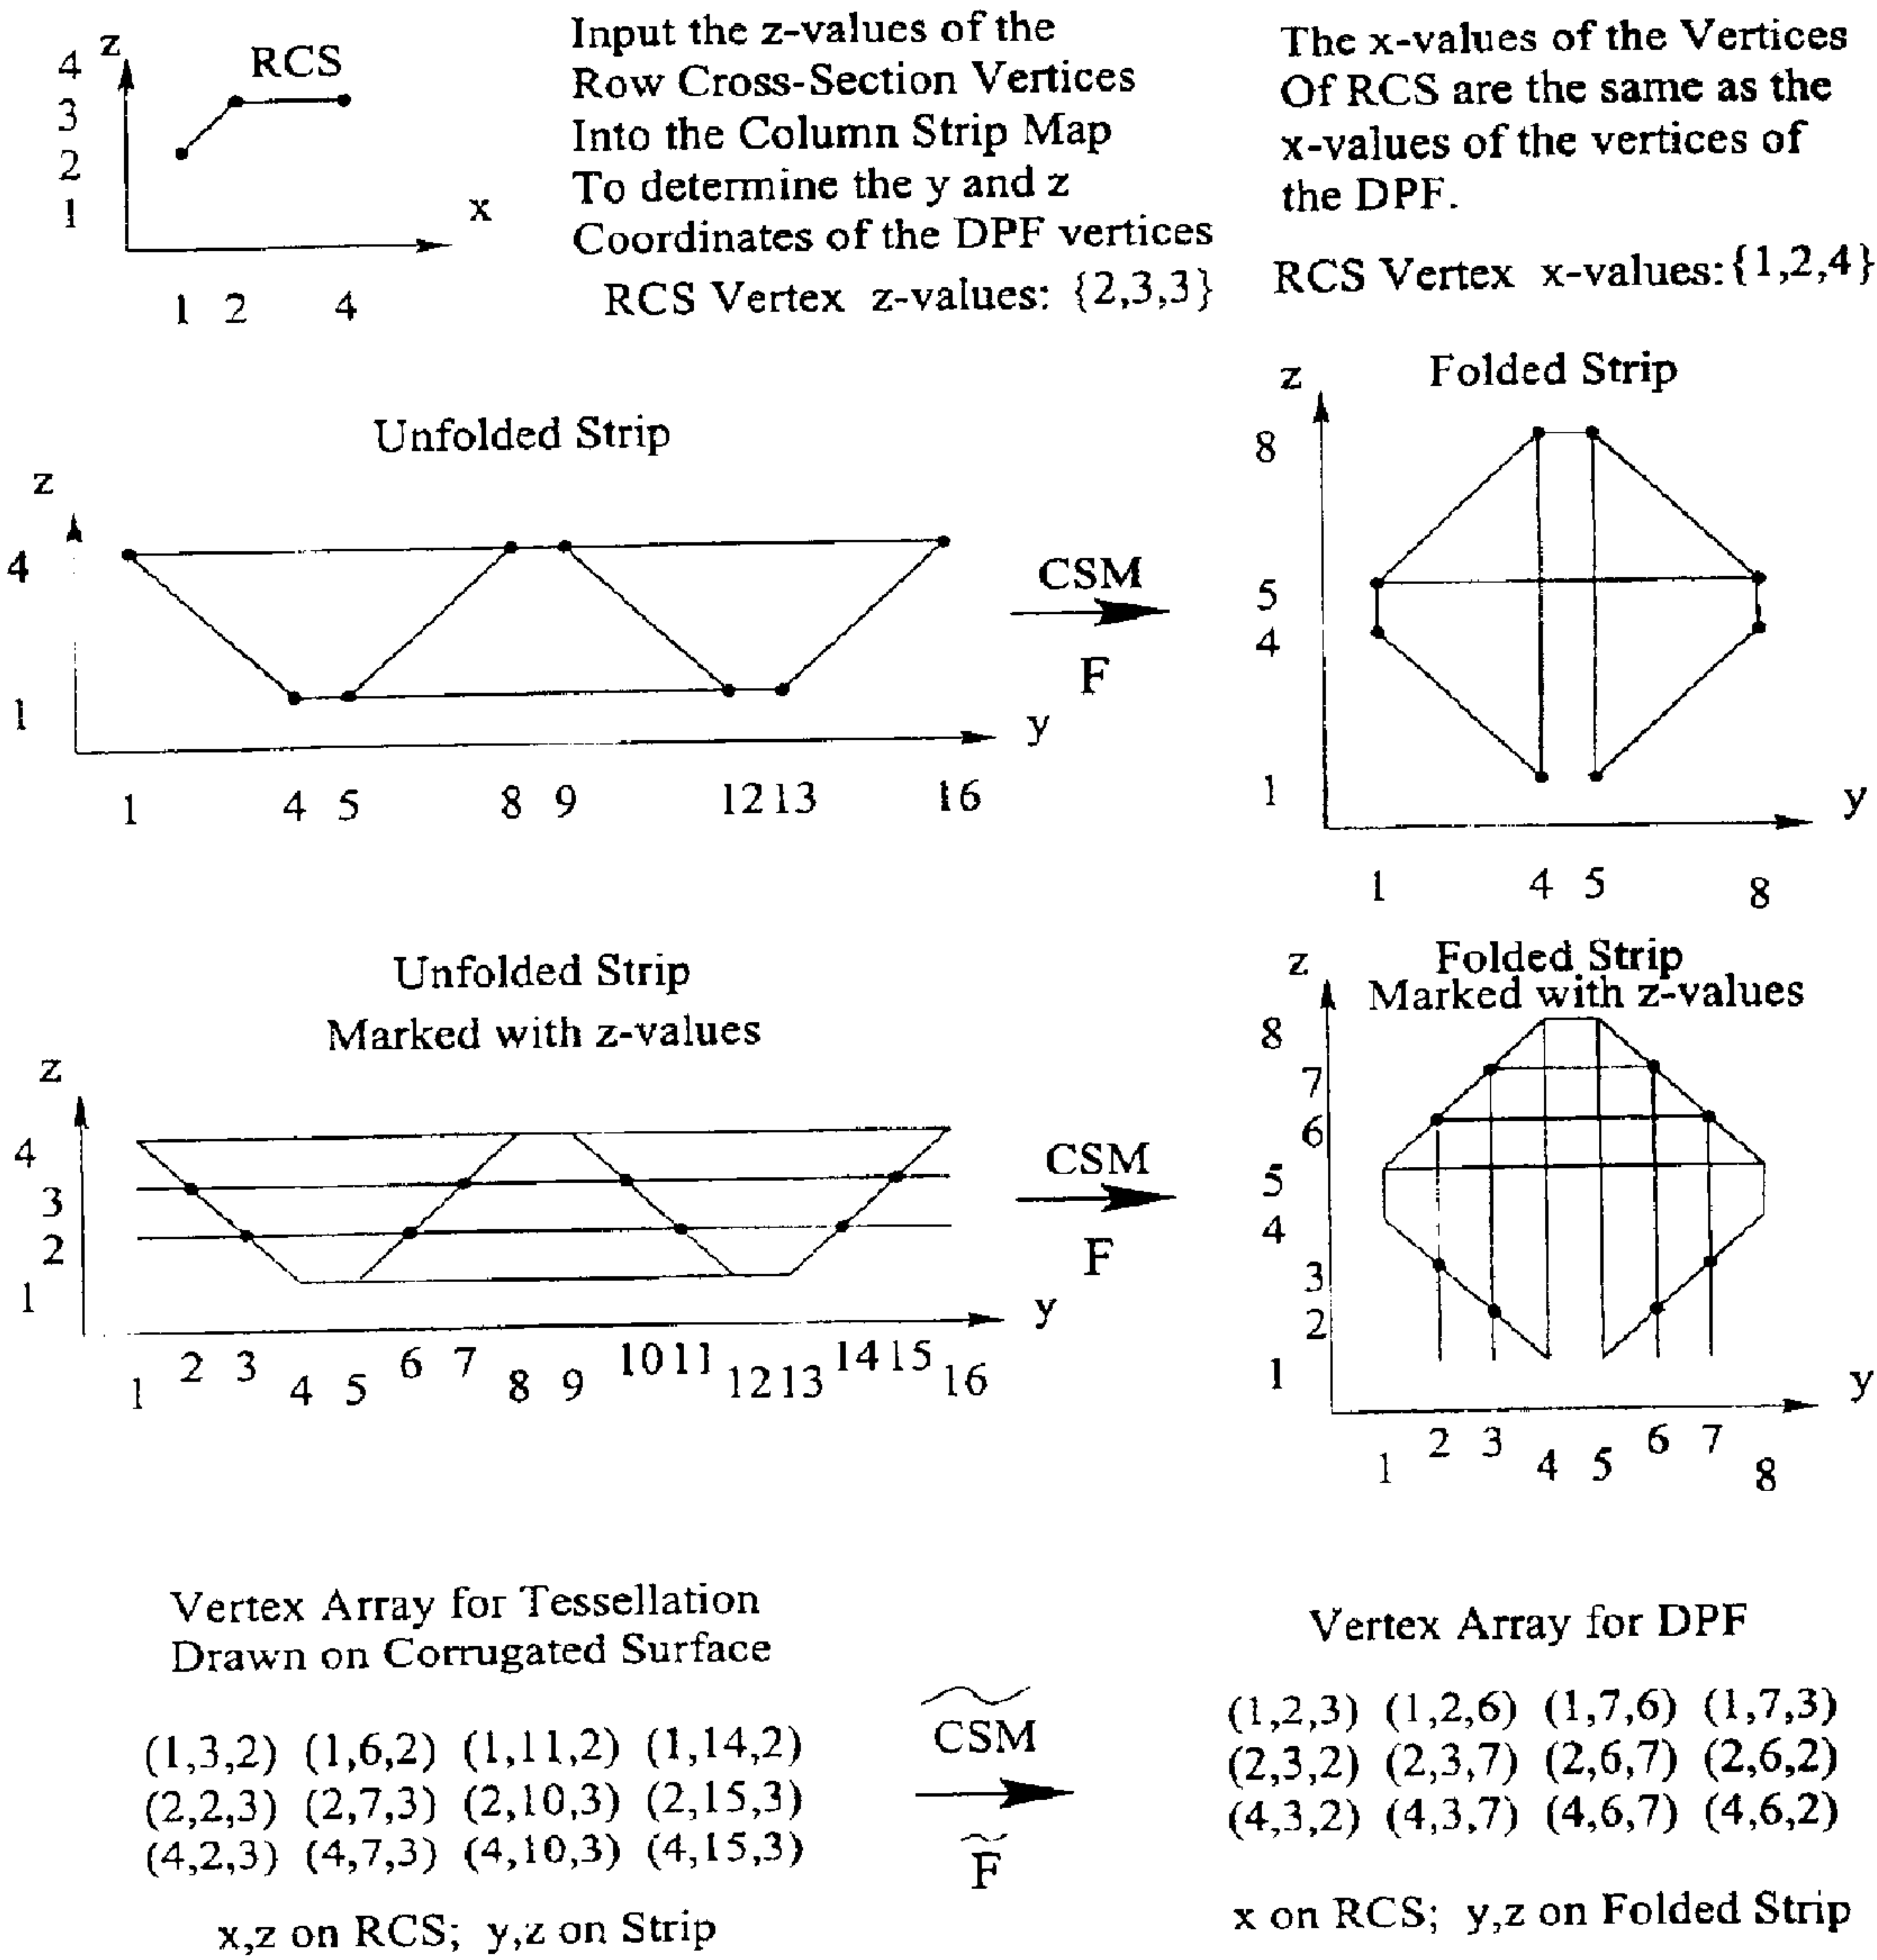 z
4
3
2
1
RCS
x
1 2 4
Input the z-values of the
Row Cross-Section Vertices
Into the Column Strip Map
To determine the y and z
Coordinates of the DPF vertices
RCS Vertex z-values: {2,3,3}
The x-values of the Vertices
Of RCS are the same as the
x-values of the vertices of
the DPF.
RCS Vertex x-values: {1,2,4}
Unfolded Strip
z
4
1
y
1 4 5 8 9 12 13 16
CSM
F
Folded Strip
z
8
5
4
1
y
1 4 5 8
Unfolded Strip
Marked with z-values
z
4
3
2
1
y
1 2 3 4 5 6 7 8 9 10 11 12 13 14 15 16
CSM
F
Folded Strip
Marked with z-values
z
8
7
6
5
4
3
2
1
y
1 2 3 4 5 6 7 8
Vertex Array for Tessellation
Drawn on Corrugated Surface
(1,3,2) (1,6,2) (1,11,2) (1,14,2)
(2,2,3) (2,7,3) (2,10,3) (2,15,3)
(4,2,3) (4,7,3) (4,10,3) (4,15,3)
x,z on RCS; y,z on Strip
CSM
F
Vertex Array for DPF
(1,2,3) (1,2,6) (1,7,6) (1,7,3)
(2,3,2) (2,3,7) (2,6,7) (2,6,2)
(4,3,2) (4,3,7) (4,6,7) (4,6,2)
x on RCS; y,z on Folded Strip